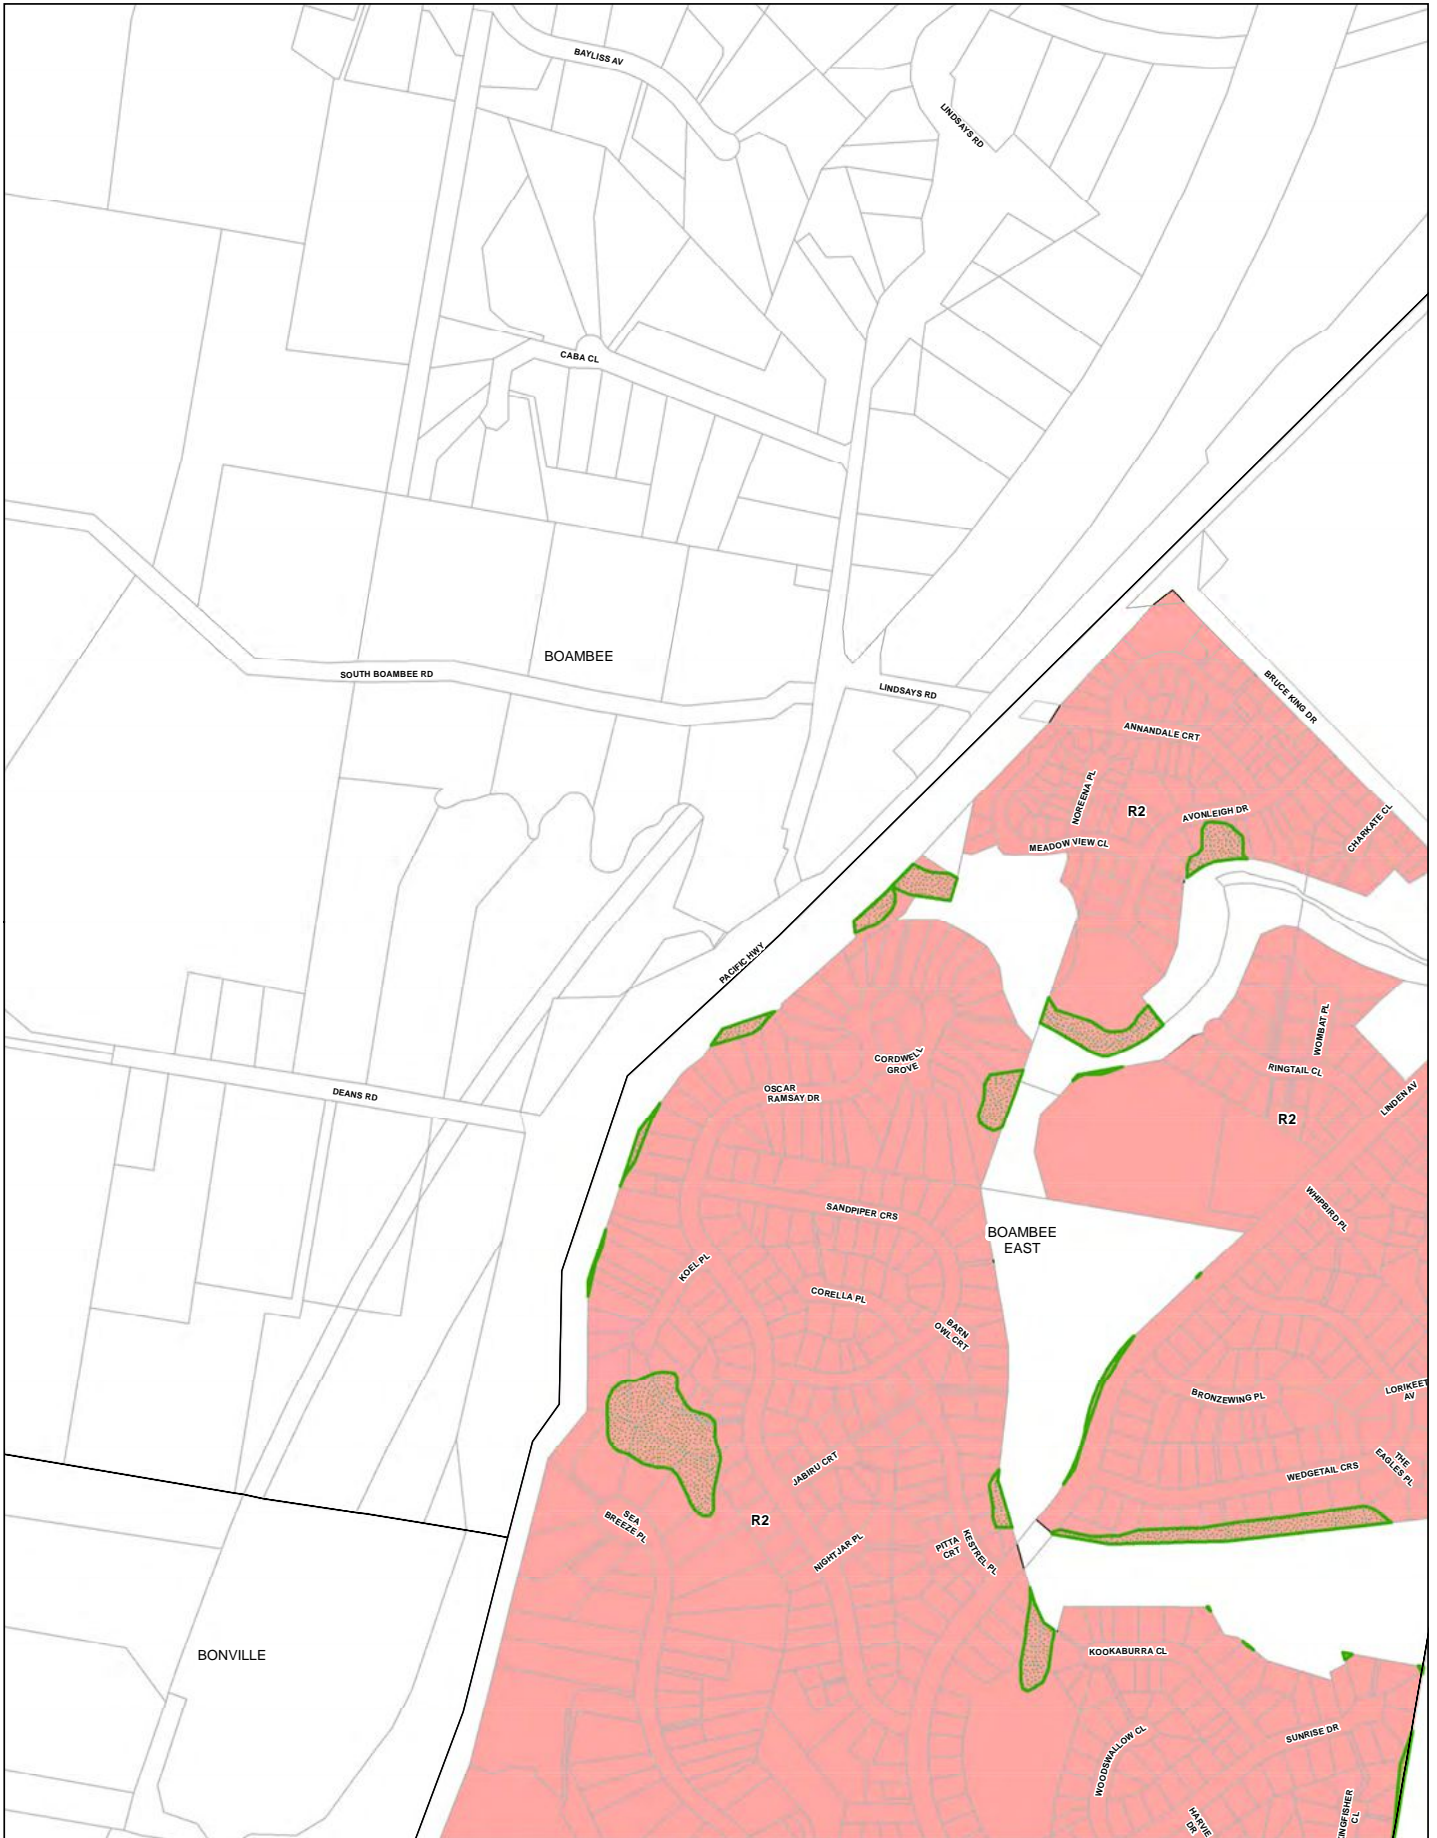 BAYLISS AV
LINDSAYS RD
CABA CL
BOAMBEE
SOUTH BOAMBEE RD
LINDSAYS RD
BRUCE KING DR
ANNANDALE CRT
NOREENA PL
R2
AVONLEIGH DR
CHARKATE CL
MEADOW VIEW CL
PACIFIC HWY
WOMBAT PL
CORDWELL
GROVE
RINGTAIL CL
OSCAR
RAMSAY DR
DEANS RD
LINDEN AV
R2
SANDPIPER CRS
WHIPBIRD PL
BOAMBEE
EAST
KOEL PL
CORELLA PL
BARN
OWL CRT
BRONZEWING PL
LORIKEET
AV
THE
EAGLES PL
JABIRU CRT
WEDGETAIL CRS
SEA
BREEZE PL
R2
NIGHTJAR PL
PITTA
CRT
KESTREL PL
BONVILLE
KOOKABURRA CL
SUNRISE DR
WOODSWALLOW CL
HARVIE
DR
INGFISHER
CL